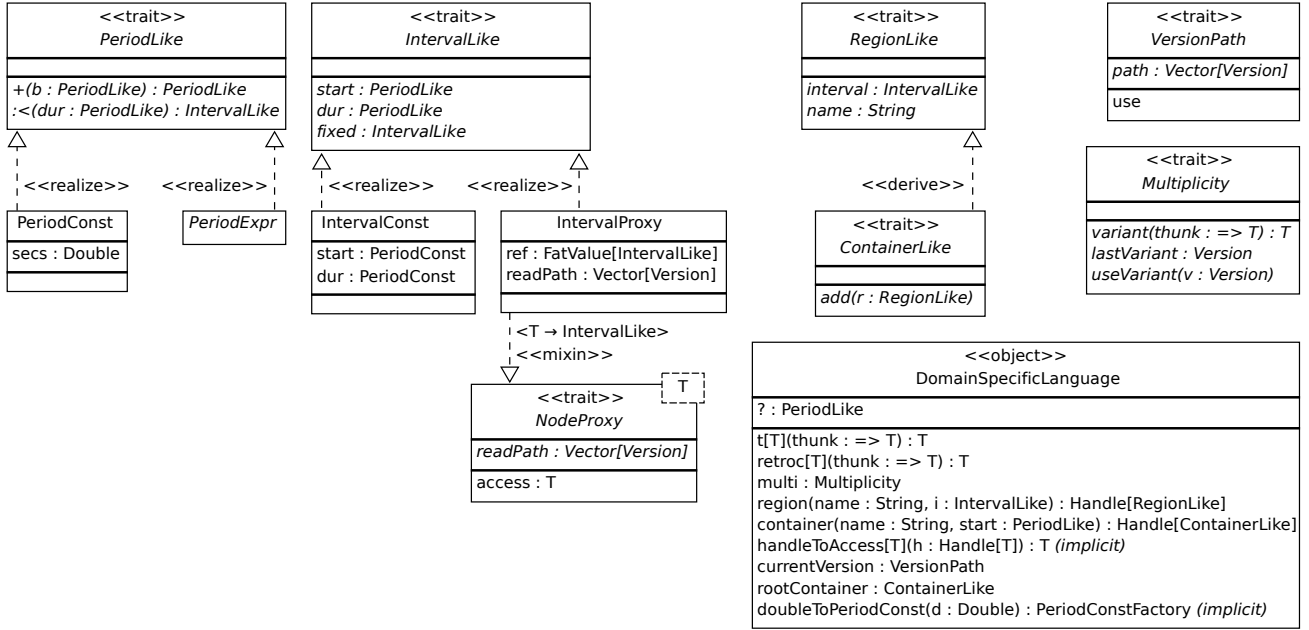 <<trait>>
PeriodLike
+(b : PeriodLike) : PeriodLike
:<(dur : PeriodLike) : IntervalLike
<<trait>>
IntervalLike
start : PeriodLike
dur : PeriodLike
fixed : IntervalLike
<<trait>>
RegionLike
interval : IntervalLike
name : String
<<trait>>
VersionPath
path : Vector[Version]
use
<<realize>>
<<realize>>
<<realize>>
<<realize>>
<<derive>>
<<trait>>
Multiplicity
variant(thunk : => T) : T
lastVariant : Version
useVariant(v : Version)
PeriodConst
secs : Double
PeriodExpr
IntervalConst
start : PeriodConst
dur : PeriodConst
IntervalProxy
ref : FatValue[IntervalLike]
readPath : Vector[Version]
<<trait>>
ContainerLike
add(r : RegionLike)
<T → IntervalLike>
<<mixin>>
T
<<trait>>
NodeProxy
readPath : Vector[Version]
access : T
<<object>>
DomainSpecificLanguage
? : PeriodLike
t[T](thunk : => T) : T
retroc[T](thunk : => T) : T
multi : Multiplicity
region(name : String, i : IntervalLike) : Handle[RegionLike]
container(name : String, start : PeriodLike) : Handle[ContainerLike]
handleToAccess[T](h : Handle[T]) : T (implicit)
currentVersion : VersionPath
rootContainer : ContainerLike
doubleToPeriodConst(d : Double) : PeriodConstFactory (implicit)